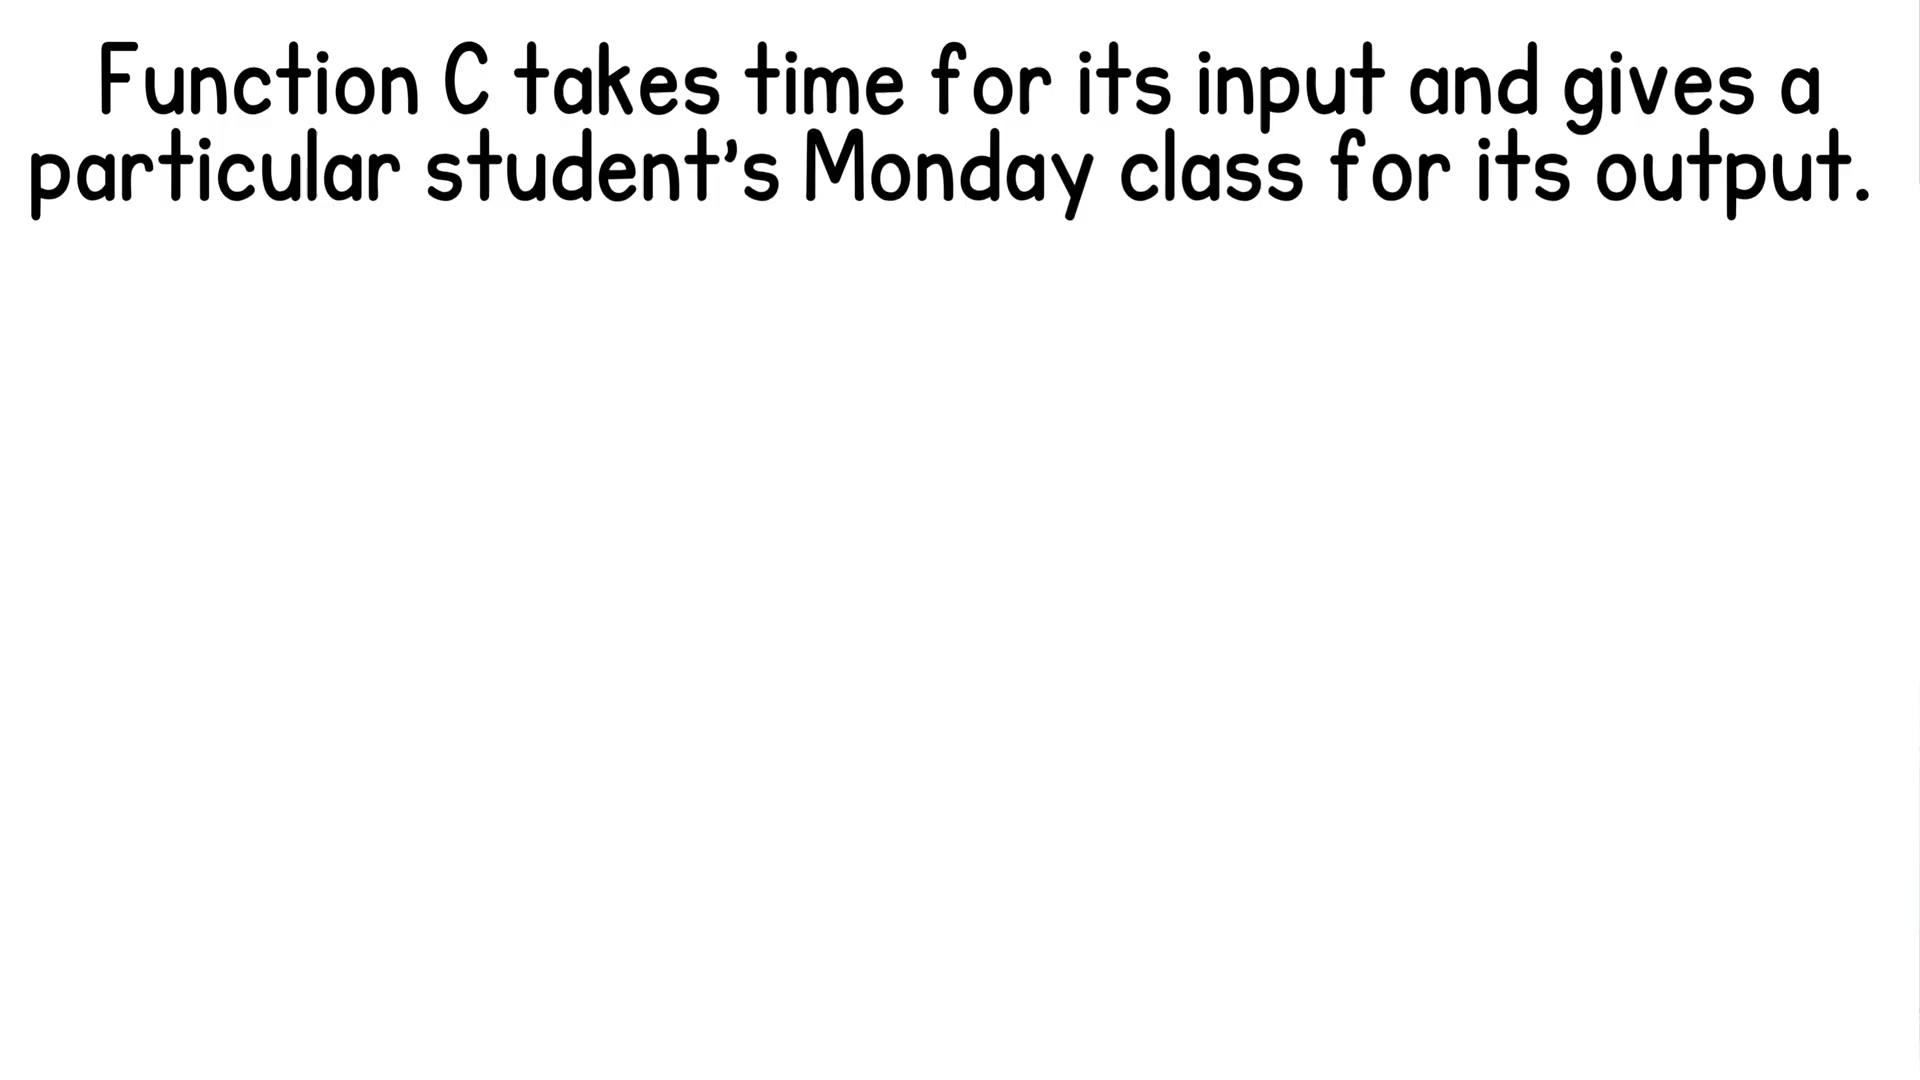 Function C takes time for its input and gives a
particular student's Monday class for its output.